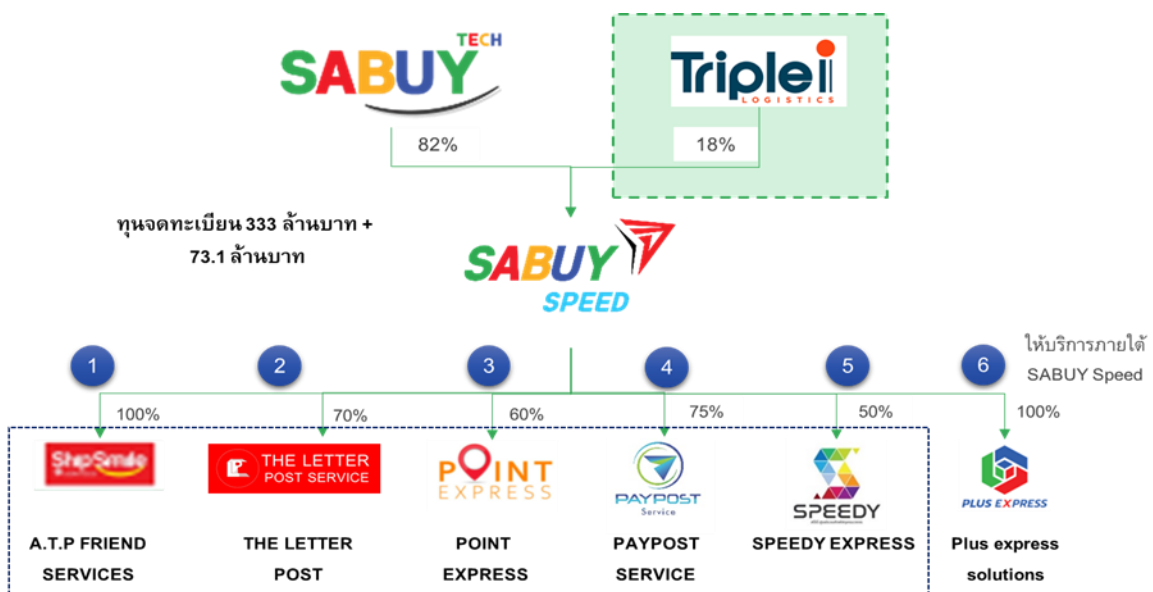 SABUY TECH
Triplei
LOGISTICS
82%
18%
ทุนจดทะเบียน 333 ล้านบาท +
73.1 ล้านบาท
SABUY
SPEED
1
2
3
4
5
6
ให้บริการภายใต้
SABUY Speed
100%
70%
60%
75%
50%
100%
ShipSmile
THE LETTER
POST SERVICE
POINT
EXPRESS
PAYPOST
Service
SPEEDY
PLUS EXPRESS
A.T.P FRIEND
SERVICES
THE LETTER
POST
POINT
EXPRESS
PAYPOST
SERVICE
SPEEDY EXPRESS
Plus express
solutions